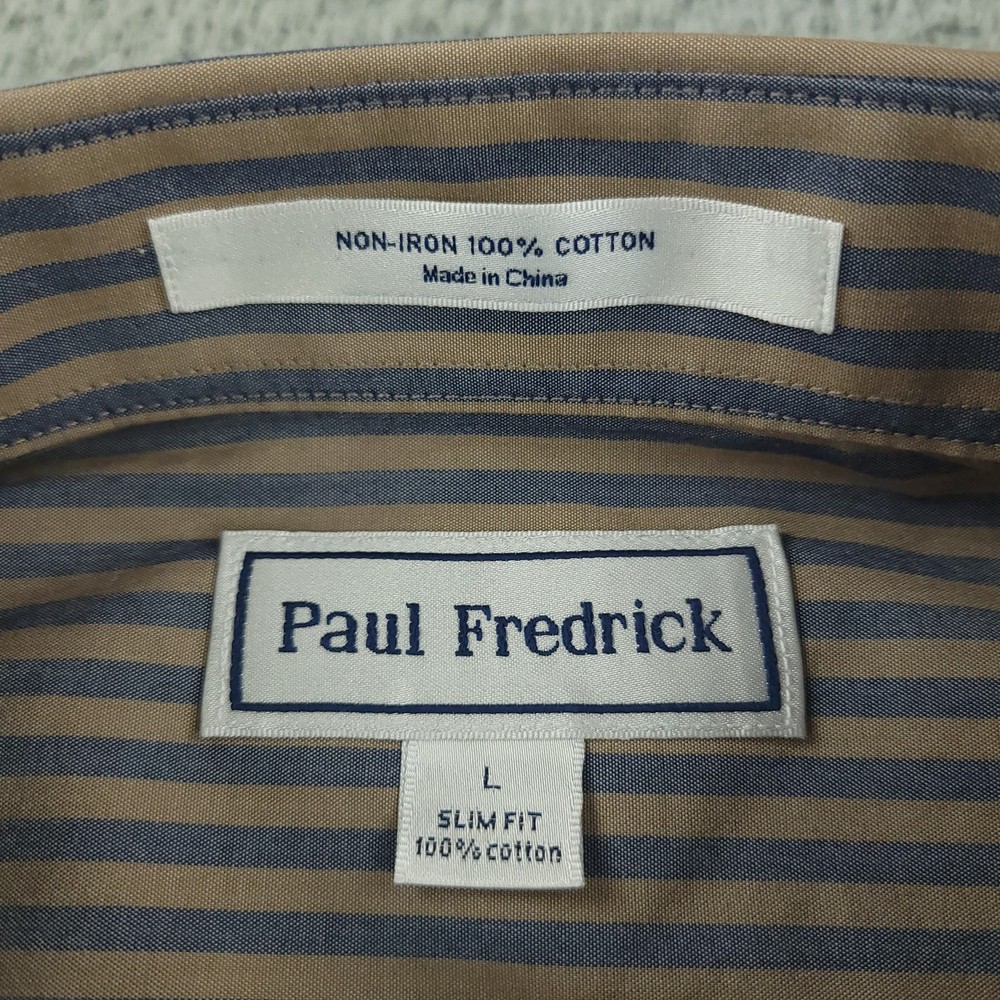 NON-IRON 100% COTTON
Made in China
Paul Fredrick
L
SLIM FIT
100% cotton